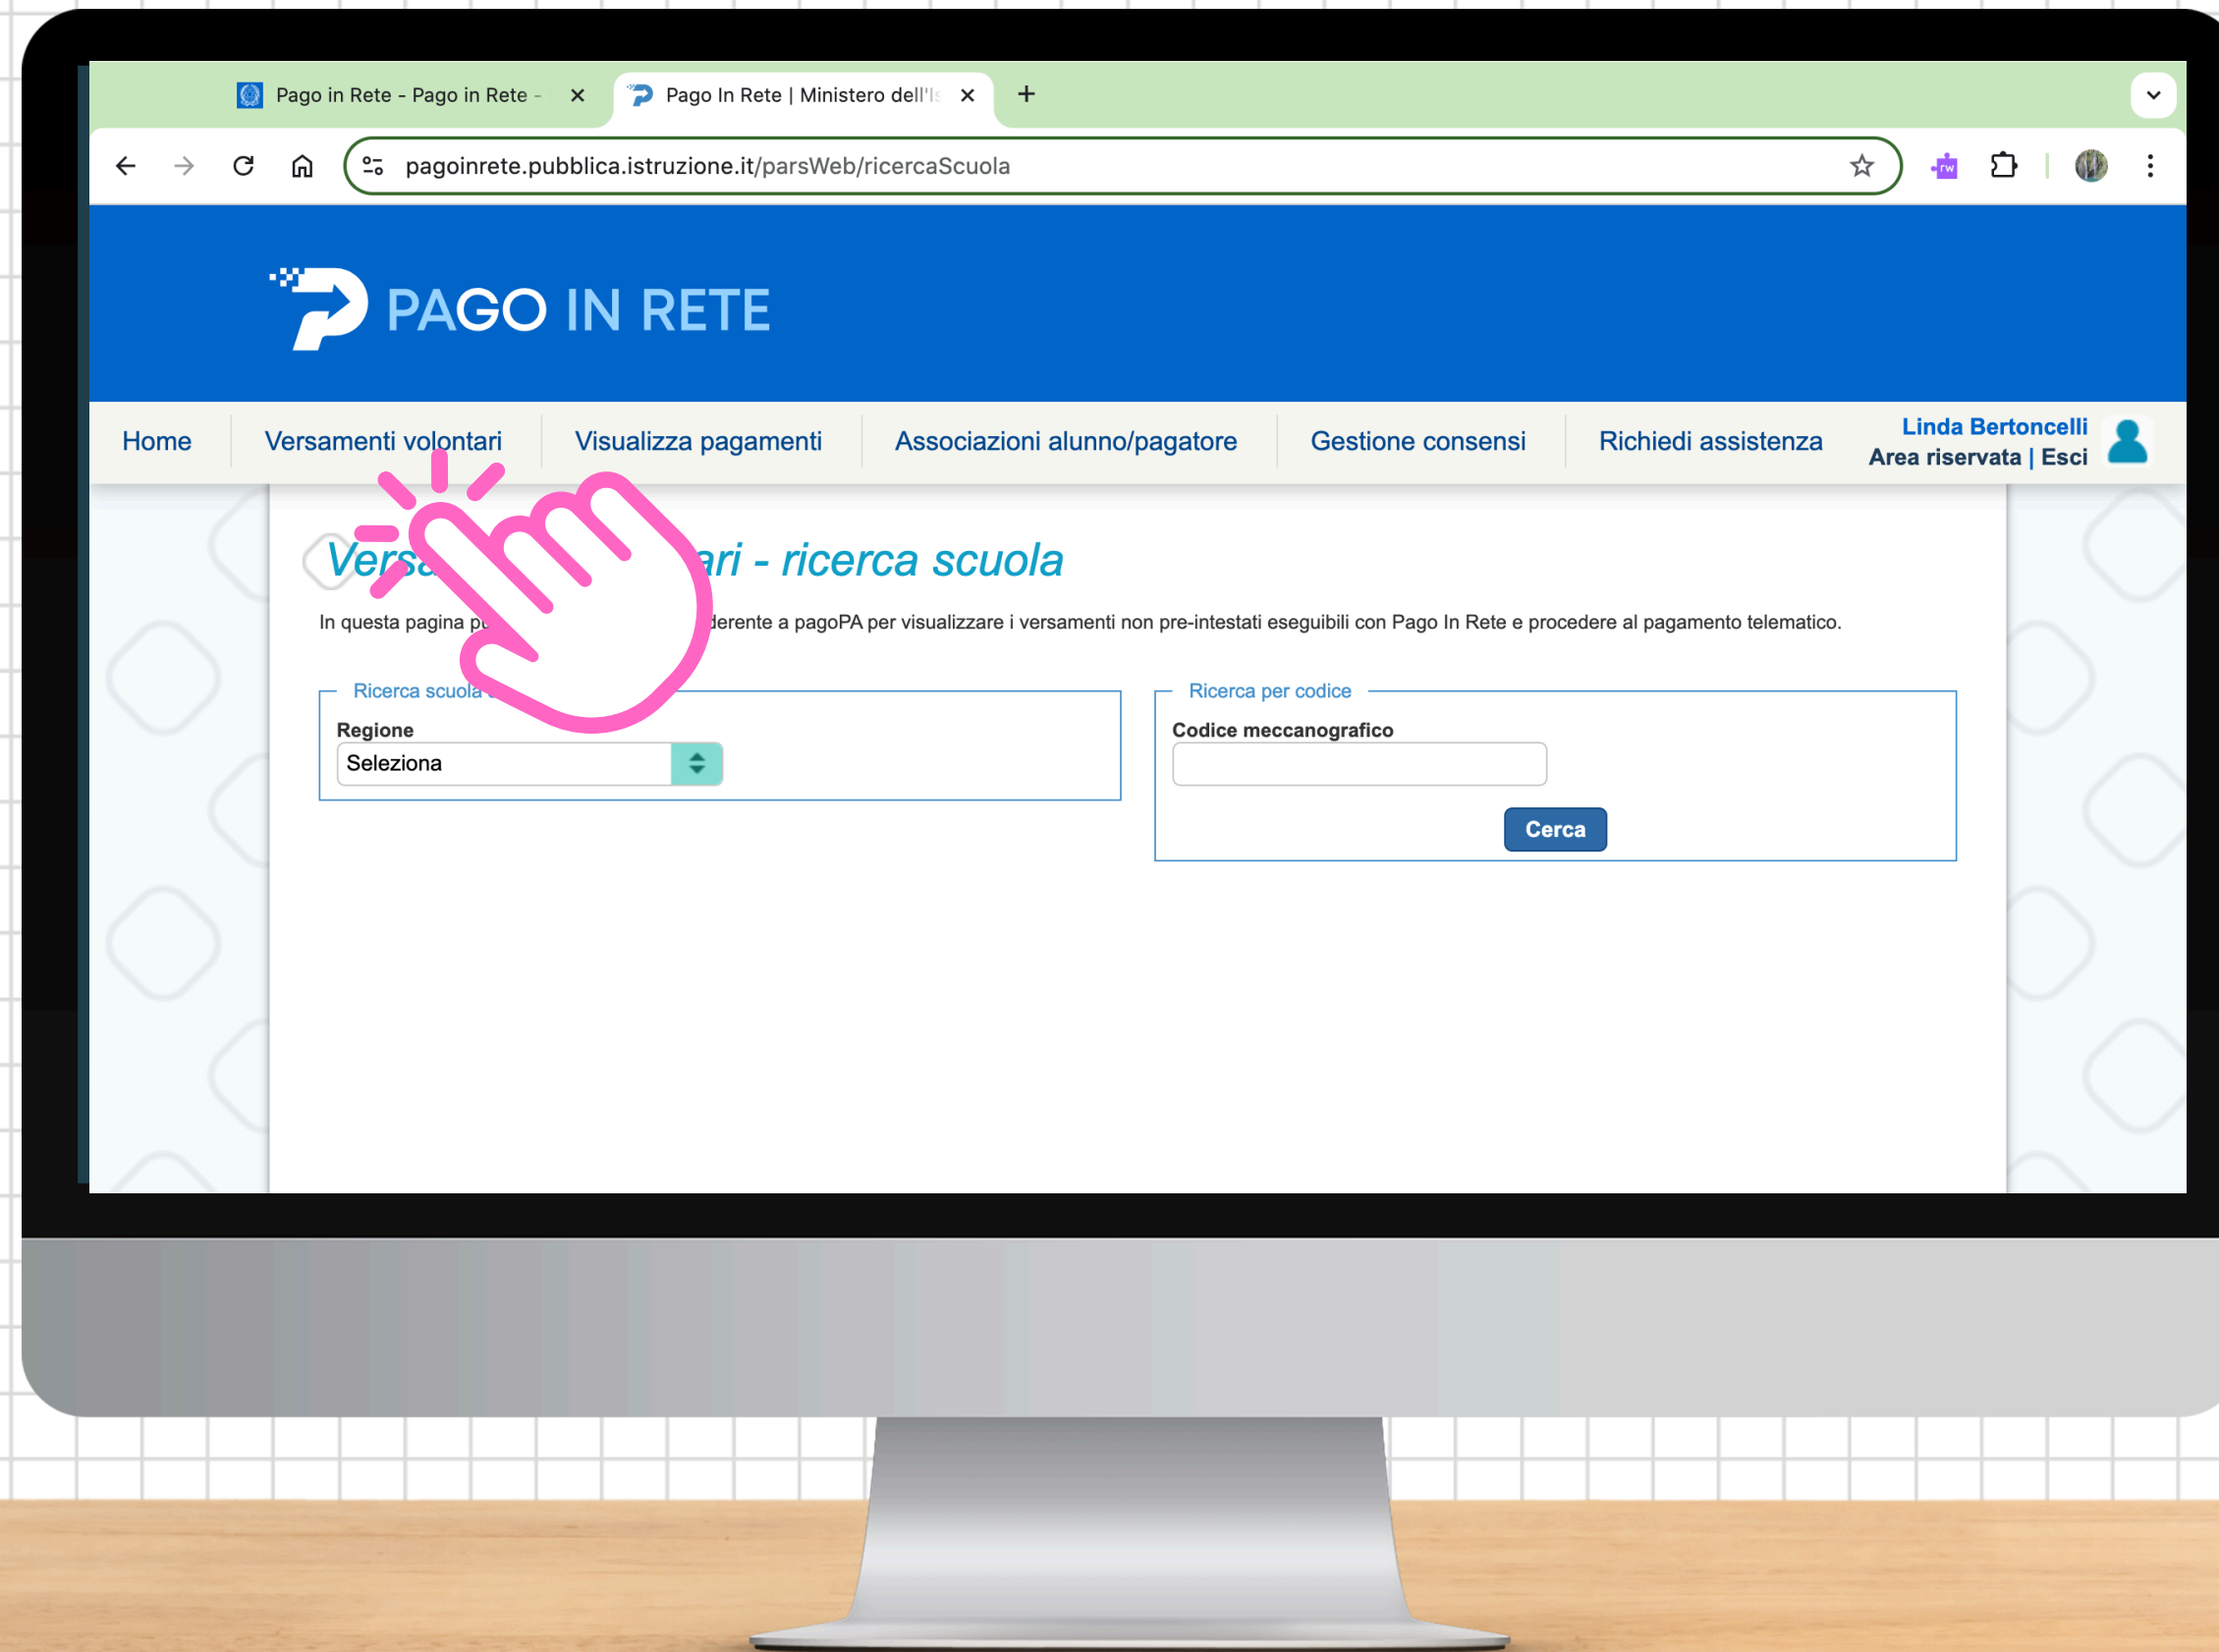 Pago in Rete - Pago in Rete -
Pago In Rete | Ministero dell'Is
pagoinrete.pubblica.istruzione.it/parsWeb/ricercaScuola
rw
PAGO IN RETE
Home
Versamenti volontari
Visualizza pagamenti
Associazioni alunno/pagatore
Gestione consensi
Richiedi assistenza
Linda Bertoncelli
Area riservata | Esci
ari - ricerca scuola
In questa pagina
a pagoPA per visualizzare i versamenti non pre-intestati eseguibili con Pago In Rete e procedere al pagamento telematico.
Ricerca scuola
Regione
Seleziona
Ricerca per codice
Codice meccanografico
Cerca